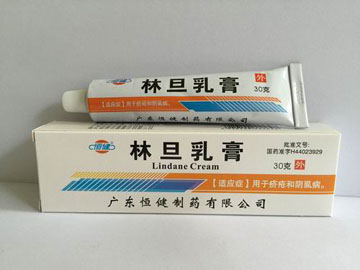 林旦乳膏
外
30克
【适应症】用于疥疮和阴虱病。
广东恒健制药有限公司
恒健
林旦乳膏
Lindane Cream
批准文号:
国药准字H44023929
30克 外
【适应症】用于疥疮和阴虱病。
广东恒健制药有限公司